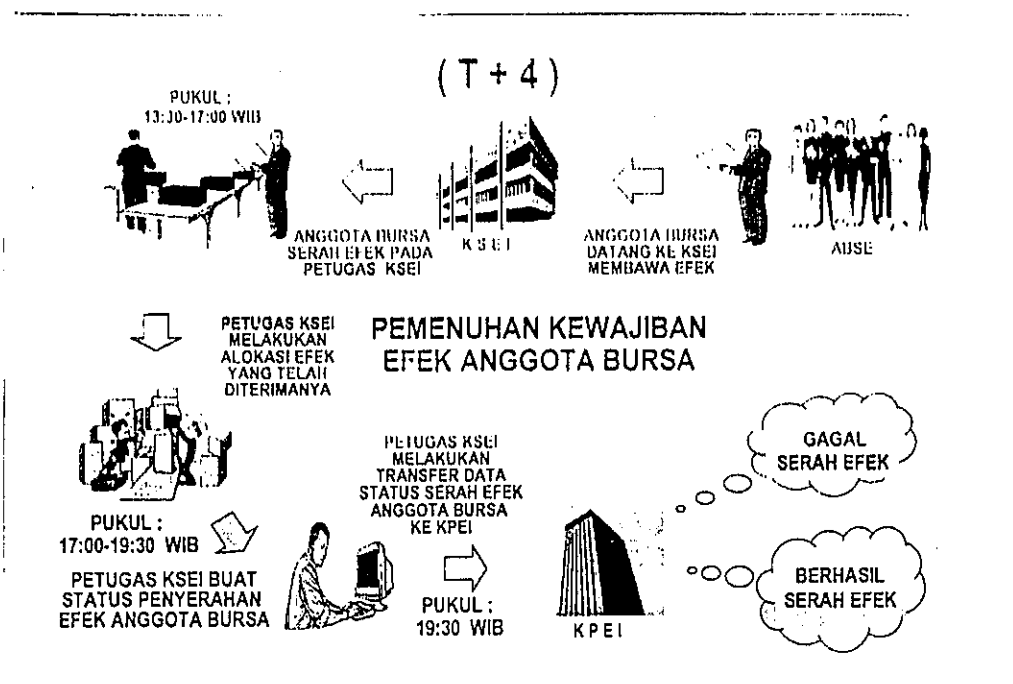 ( T + 4 )
PUKUL :
13:30-17:00 WIB
ANGGOTA BURSA
SERAH EFEK PADA
PETUGAS KSEI
K S E I
ANGGOTA BURSA
DATANG KE KSEI
MEMBAWA EFEK
PETUGAS KSEI
MELAKUKAN
ALOKASI EFEK
YANG TELAH
DITERIMANYA
PEMENUHAN KEWAJIBAN
EFEK ANGGOTA BURSA
PUKUL :
17:00-19:30 WIB
PETUGAS KSEI BUAT
STATUS PENYERAHAN
EFEK ANGGOTA BURSA
PETUGAS KSEI
MELAKUKAN
TRANSFER DATA
STATUS SERAH EFEK
ANGGOTA BURSA
KE KPEI
PUKUL :
19:30 WIB
K P E I
GAGAL
SERAH EFEK
BERHASIL
SERAH EFEK